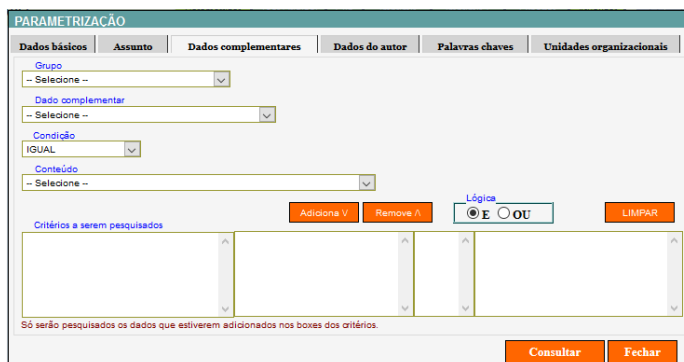 PARAMETRIZAÇÃO
Dados básicos Assunto Dados complementares Dados do autor Palavras chaves Unidades organizacionais
Grupo
-- Selecione --
Dado complementar
-- Selecione --
Condição
IGUAL
Conteúdo
-- Selecione --
Adiciona \/ Remove /\ Lógica E OU LIMPAR
Critérios a serem pesquisados
Só serão pesquisados os dados que estiverem adicionados nos boxes dos critérios.
Consultar Fechar